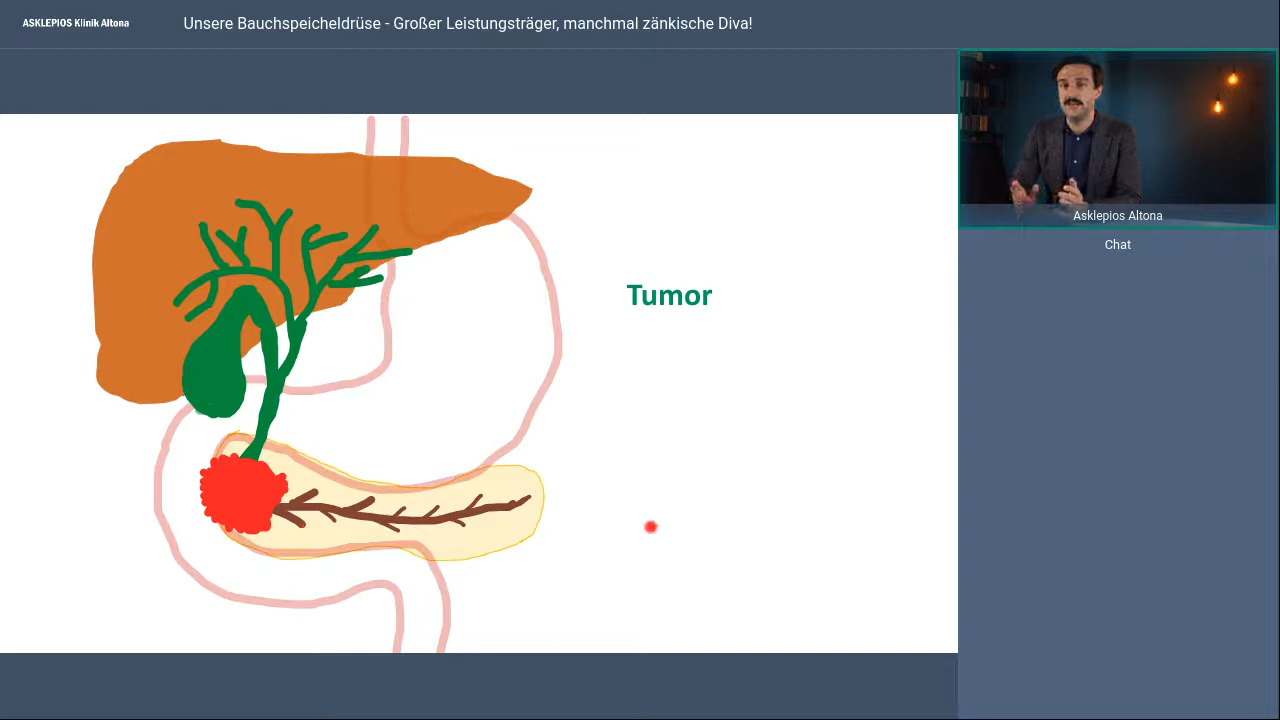 ASKLEPIOS Klinik Altona
Unsere Bauchspeicheldrüse - Großer Leistungsträger, manchmal zänkische Diva!
Asklepios Altona
Chat
Tumor